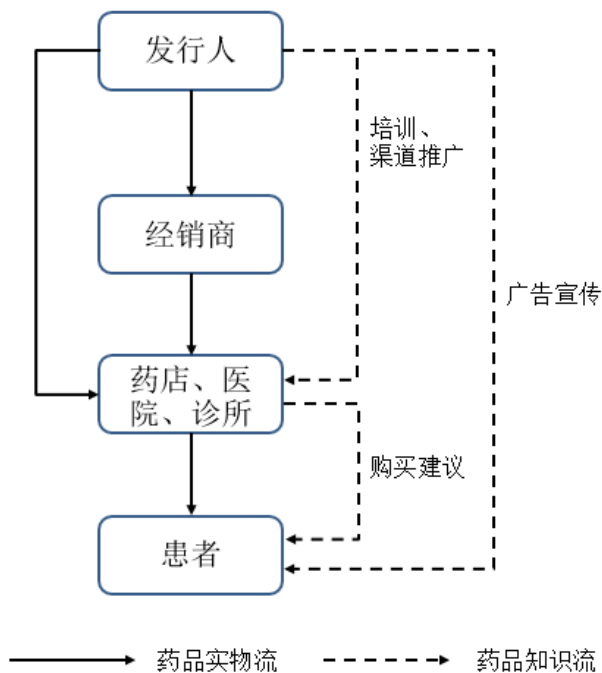 发行人
培训、
渠道推广
经销商
广告宣传
药店、医
院、诊所
购买建议
患者
药品实物流
药品知识流